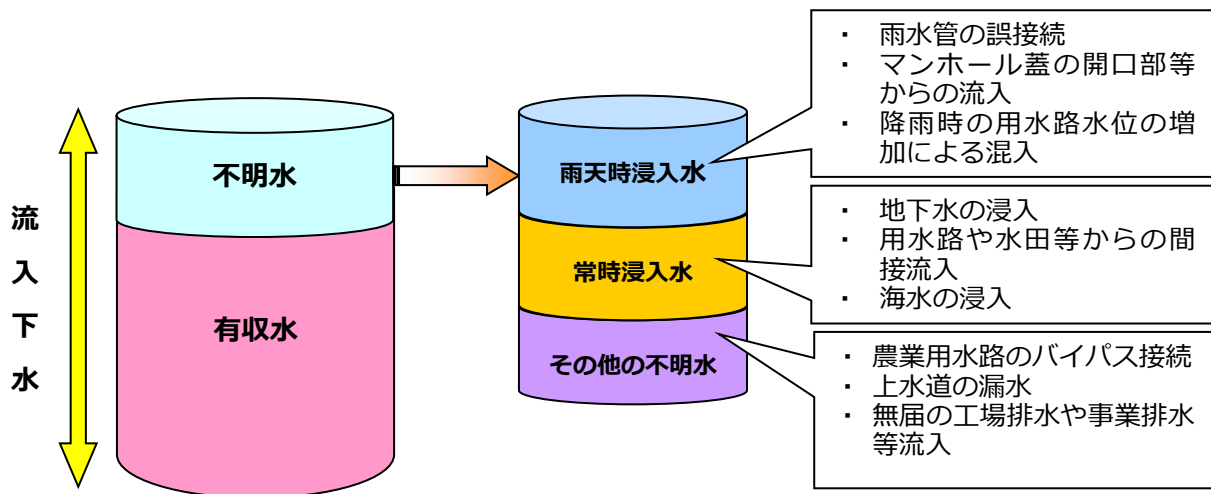 流入下水
不明水
有収水
雨天時浸入水
常時浸入水
その他の不明水
・ 雨水管の誤接続
・ マンホール蓋の開口部等
からの流入
・ 降雨時の用水路水位の増
加による混入
・ 地下水の浸入
・ 用水路や水田等からの間
接流入
・ 海水の浸入
・ 農業用水路のバイパス接続
・ 上水道の漏水
・ 無届の工場排水や事業排水
等流入